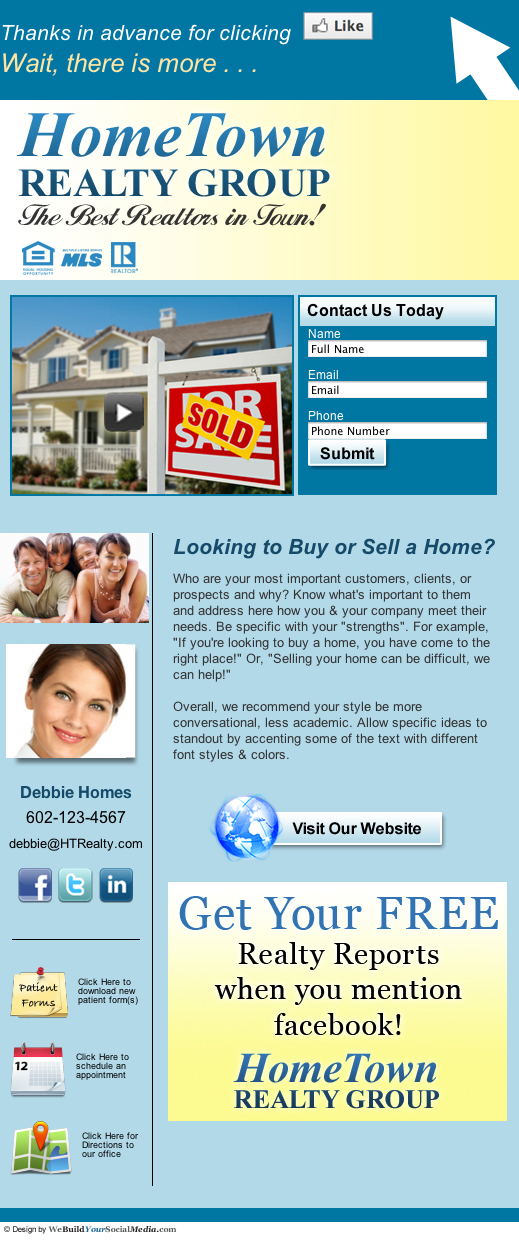 Thanks in advance for clicking
Like
Wait, there is more . . .
HomeTown
REALTY GROUP
The Best Realtors in Town!
EQUAL HOUSING
OPPORTUNITY
MULTIPLE LISTING SERVICE
MLS
R
REALTOR®
FOR
SALE
SOLD
Contact Us Today
Name
Full Name
Email
Email
Phone
Phone Number
Submit
Looking to Buy or Sell a Home?
Who are your most important customers, clients, or
prospects and why? Know what's important to them
and address here how you & your company meet their
needs. Be specific with your "strengths". For example,
"If you're looking to buy a home, you have come to the
right place!" Or, "Selling your home can be difficult, we
can help!"
Overall, we recommend your style be more
conversational, less academic. Allow specific ideas to
standout by accenting some of the text with different
font styles & colors.
Visit Our Website
Debbie Homes
602-123-4567
debbie@HTRealty.com
f
t
in
Patient
Forms
Click Here to
download new
patient form(s)
12
Click Here to
schedule an
appointment
Click Here for
Directions to
our office
Get Your FREE
Realty Reports
when you mention
facebook!
HomeTown
REALTY GROUP
© Design by WeBuildYourSocialMedia.com